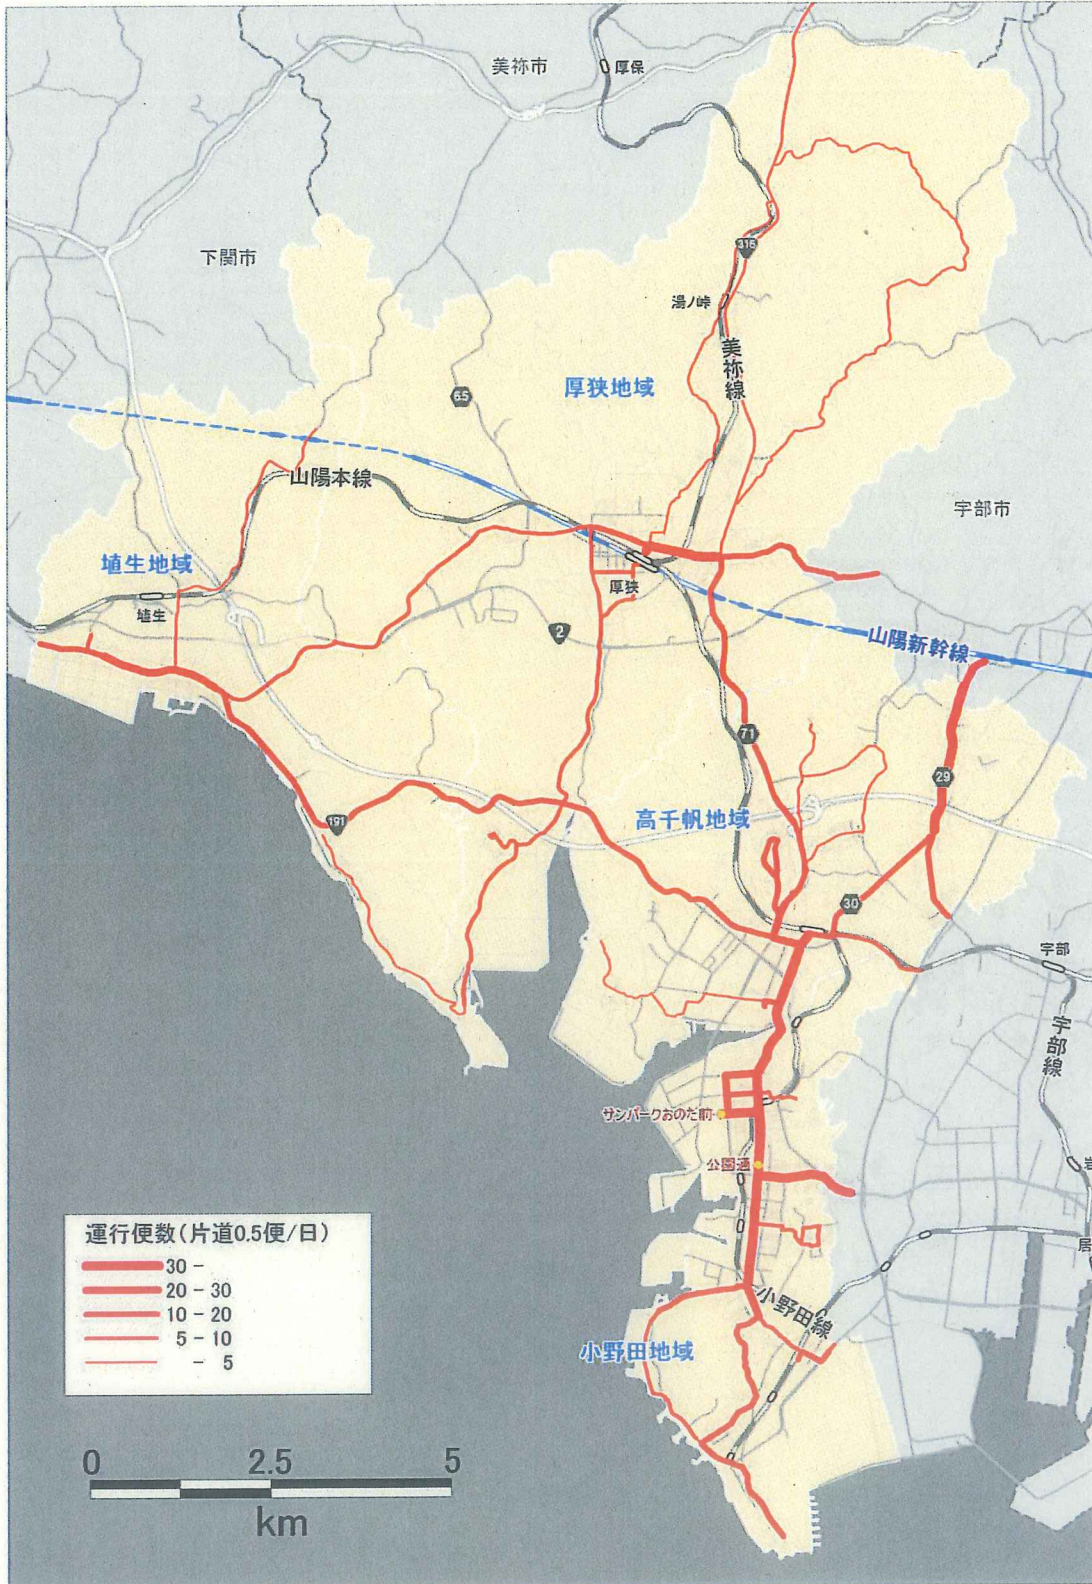 美祢市
厚保
下関市
316
湯ノ峠
美祢線
厚狭地域
65
山陽本線
宇部市
埴生地域
埴生
厚狭
2
山陽新幹線
71
29
191
高千帆地域
30
宇部
宇部線
サンパークおのだ前
公園通
居
運行便数(片道0.5便/日)
30 -
20 - 30
10 - 20
5 - 10
- 5
小野田線
小野田地域
0 2.5 5
km